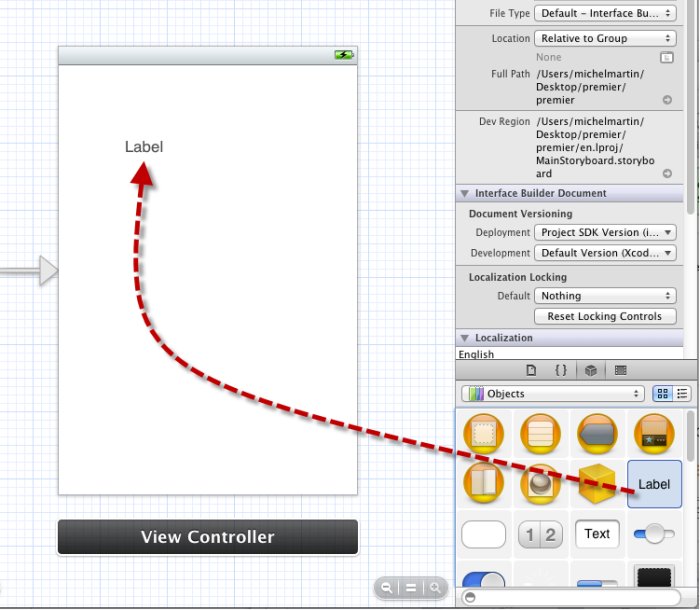 File Type Default – Interface Bu...
Location Relative to Group
None
Full Path /Users/michelmartin/
Desktop/premier/
premier
Dev Region /Users/michelmartin/
Desktop/premier/
premier/en.lproj/
MainStoryboard.storybo
ard
Interface Builder Document
Document Versioning
Deployment Project SDK Version (i...
Development Default Version (Xcod...
Localization Locking
Default Nothing
Reset Locking Controls
Localization
English
{ }
Objects
Label
Label
1 2 Text
View Controller